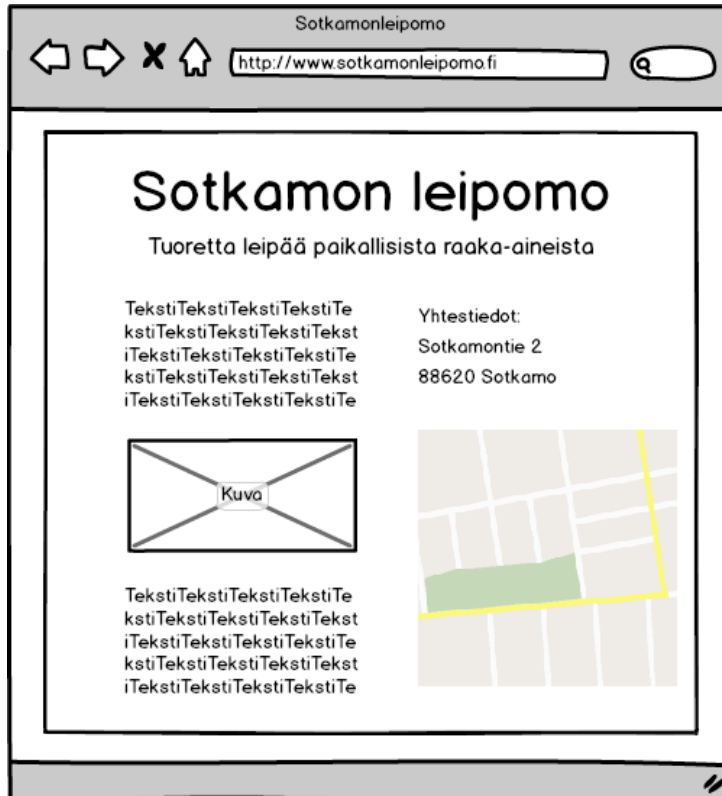 Sotkamonleipomo
http://www.sotkamonleipomo.fi
Sotkamon leipomo
Tuoretta leipää paikallisista raaka-aineista
TekstiTekstiTekstiTekstiTe
kstiTekstiTekstiTekstiTekst
iTekstiTekstiTekstiTekstiTe
kstiTekstiTekstiTekstiTekst
iTekstiTekstiTekstiTekstiTe
Kuva
TekstiTekstiTekstiTekstiTe
kstiTekstiTekstiTekstiTekst
iTekstiTekstiTekstiTekstiTe
kstiTekstiTekstiTekstiTekst
iTekstiTekstiTekstiTekstiTe
Yhtestiedot:
Sotkamontie 2
88620 Sotkamo